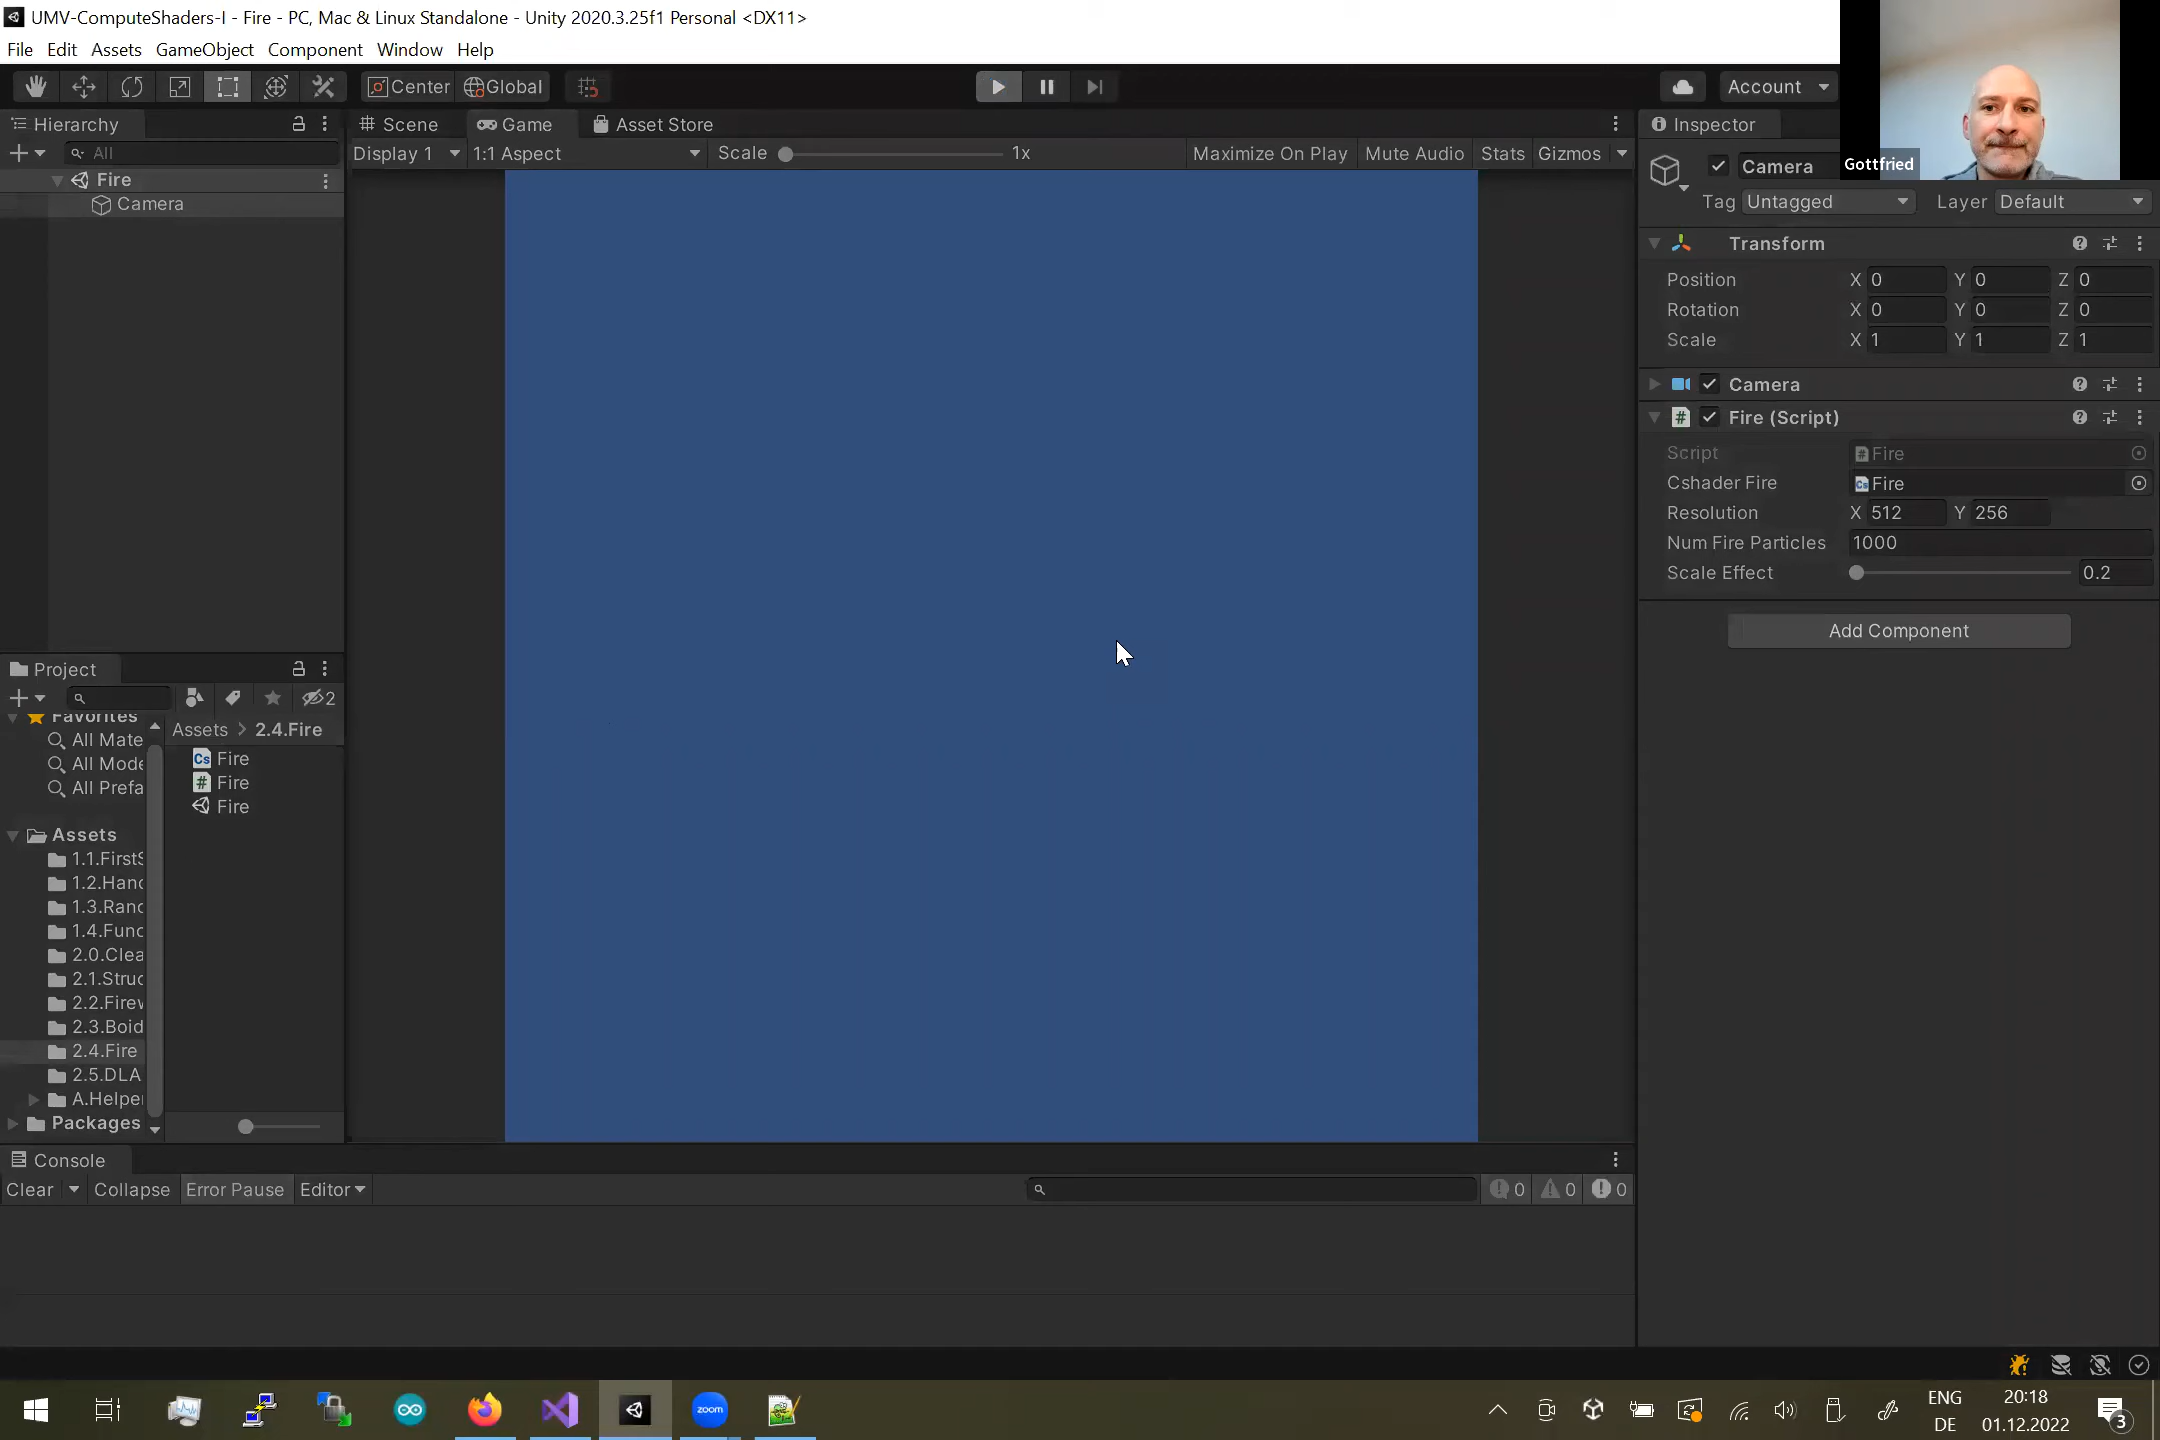 UMV-ComputeShaders-I - Fire - PC, Mac & Linux Standalone - Unity 2020.3.25f1 Personal <DX11>
File Edit Assets GameObject Component Window Help
Center Global
Account
Gottfried
Hierarchy
All
Fire
Camera
Scene Game Asset Store
Display 1 1:1 Aspect Scale 1x Maximize On Play Mute Audio Stats Gizmos
Inspector
Camera
Tag Untagged Layer Default
Transform
Position X 0 Y 0 Z 0
Rotation X 0 Y 0 Z 0
Scale X 1 Y 1 Z 1
Camera
Fire (Script)
Script Fire
Cshader Fire Fire
Resolution X 512 Y 256
Num Fire Particles 1000
Scale Effect 0.2
Add Component
Project
2
Favorites
All Mate
All Mode
All Prefa
Assets
1.1.FirstS
1.2.Hand
1.3.Rand
1.4.Func
2.0.Clea
2.1.Struc
2.2.Firew
2.3.Boid
2.4.Fire
2.5.DLA
A.Helper
Packages
Assets > 2.4.Fire
Fire
Fire
Fire
Console
Clear Collapse Error Pause Editor
0 0 0
zoom
ENG
DE
20:18
01.12.2022
3